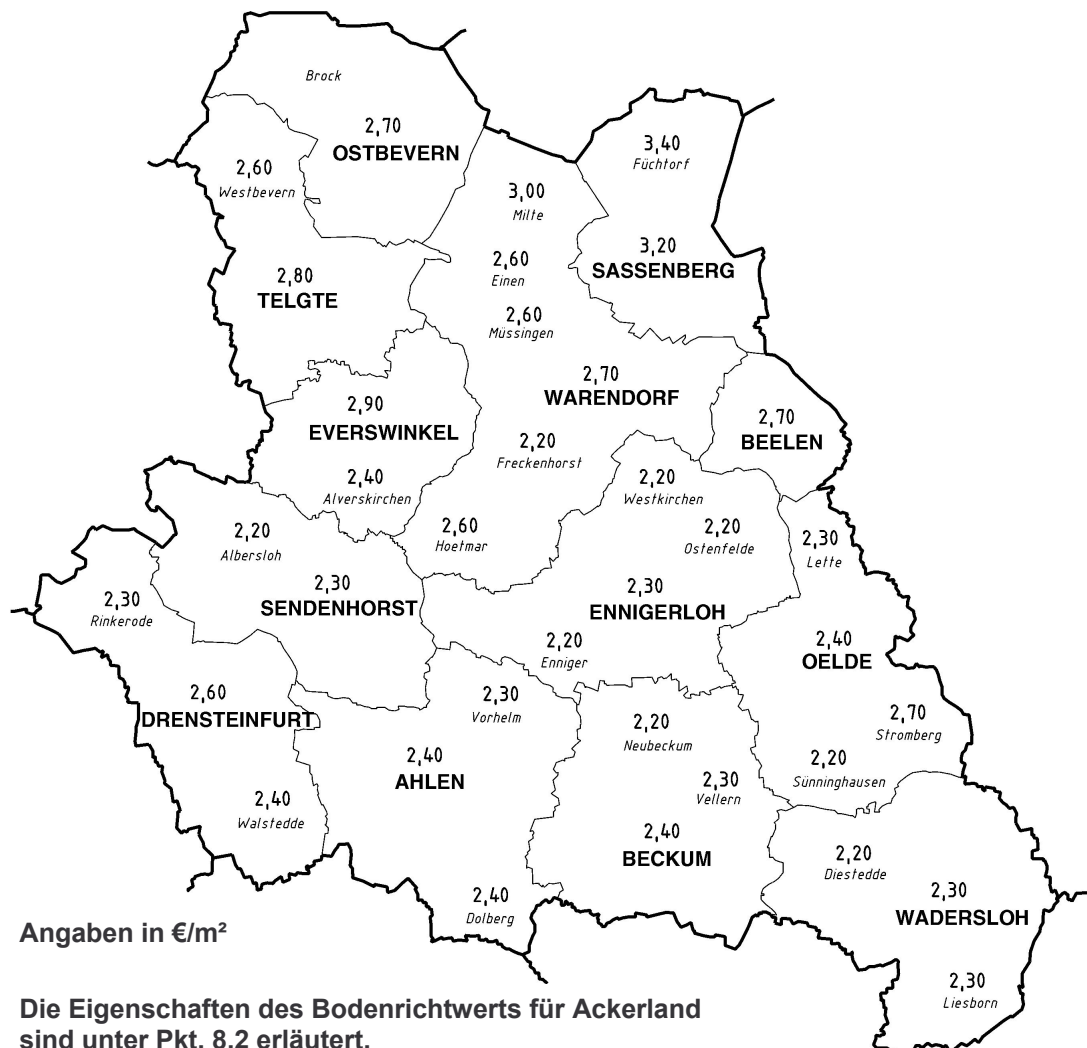 Brock
2,70
OSTBEVERN
2,60
Westbevern
3,40
Füchtorf
3,00
Milte
3,20
SASSENBERG
2,60
Einen
2,80
TELGTE
2,60
Müssingen
2,70
WARENDORF
2,90
EVERSWINKEL
2,70
BEELEN
2,20
Freckenhorst
2,40
Alverskirchen
2,20
Westkirchen
2,20
Albersloh
2,60
Hoetmar
2,20
Ostenfelde
2,30
Lette
2,30
SENDENHORST
2,30
ENNIGERLOH
2,30
Rinkerode
2,20
Enniger
2,40
OELDE
2,60
DRENSTEINFURT
2,30
Vorhelm
2,20
Neubeckum
2,70
Stromberg
2,40
AHLEN
2,30
Vellern
2,20
Sünninghausen
2,40
Walstedde
2,40
BECKUM
2,20
Diestedde
2,30
WADERSLOH
2,40
Dolberg
2,30
Liesborn
Angaben in €/m²
Die Eigenschaften des Bodenrichtwerts für Ackerland
sind unter Pkt. 8.2 erläutert.